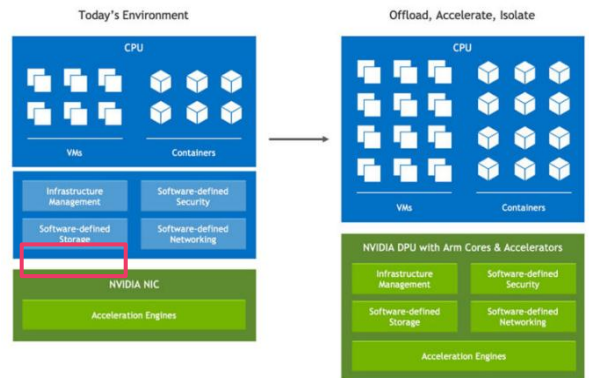 Today's Environment
CPU
VMs
Containers
Infrastructure
Management
Software-defined
Security
Software-defined
Storage
Software-defined
Networking
NVIDIA NIC
Acceleration Engines
Offload, Accelerate, Isolate
CPU
VMs
Containers
NVIDIA DPU with Arm Cores & Accelerators
Infrastructure
Management
Software-defined
Security
Software-defined
Storage
Software-defined
Networking
Acceleration Engines